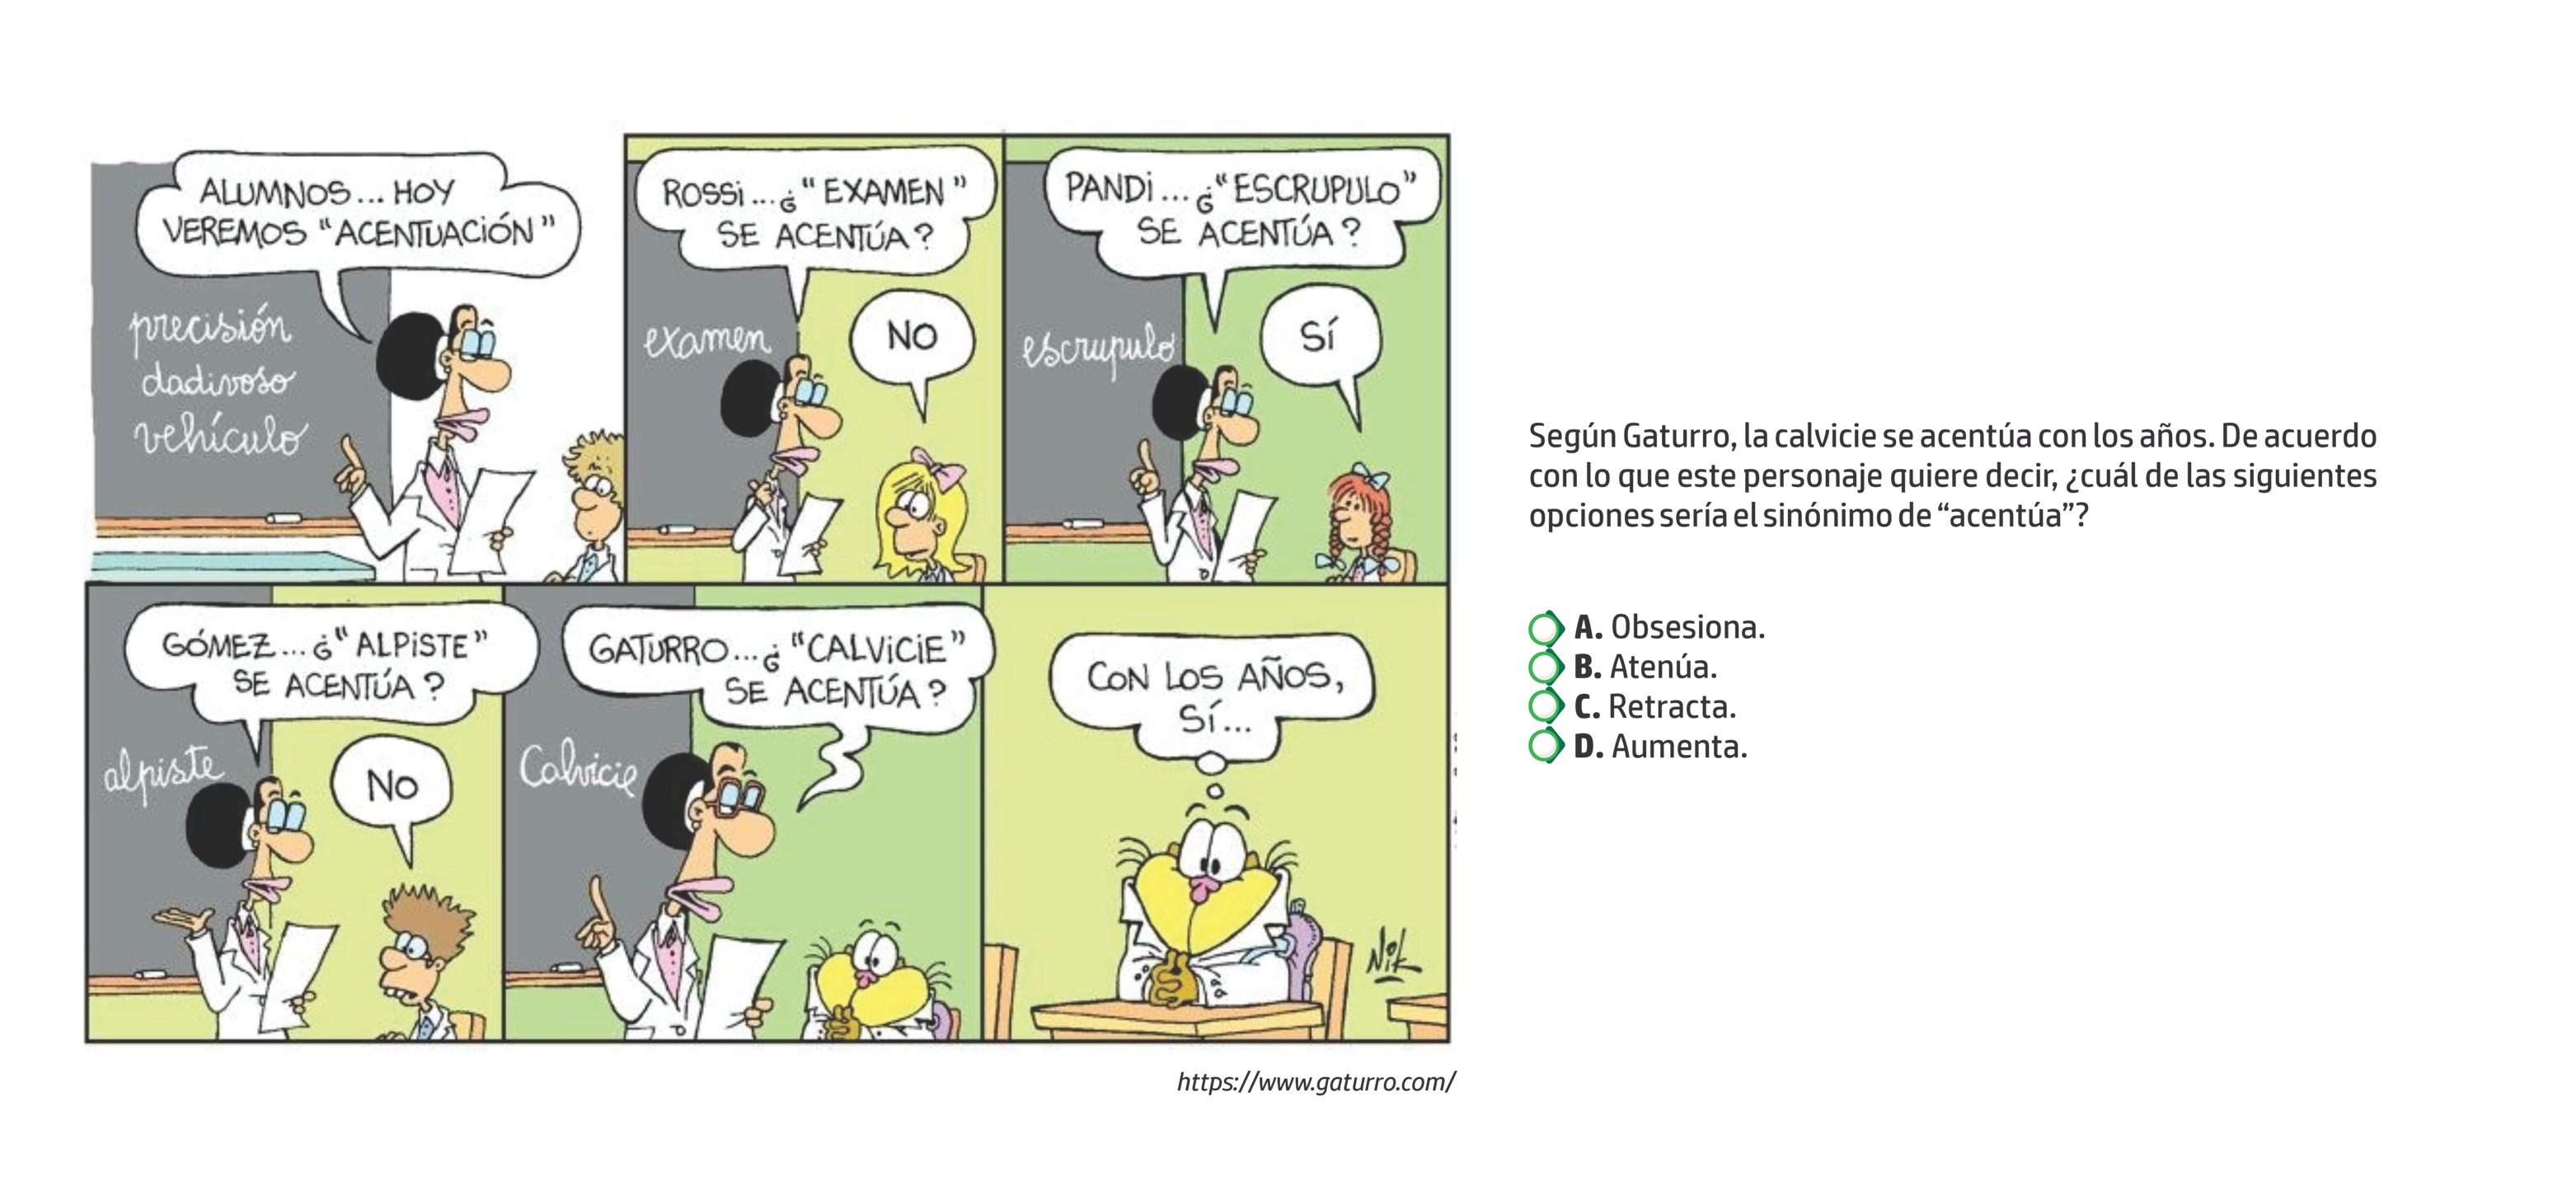 ALUMNOS... HOY
VEREMOS "ACENTUACIÓN"
precisión
dadivoso
vehículo
ROSSI... ¿"EXAMEN"
SE ACENTÚA?
examen
NO
PANDI... ¿"ESCRUPULO"
SE ACENTÚA?
escrupulo
SÍ
GÓMEZ... ¿"ALPISTE"
SE ACENTÚA?
alpiste
NO
GATURRO... ¿"CALVICIE"
SE ACENTÚA?
Calvicie
CON LOS AÑOS,
SÍ...
Nik
https://www.gaturro.com/
Según Gaturro, la calvicie se acentúa con los años. De acuerdo
con lo que este personaje quiere decir, ¿cuál de las siguientes
opciones sería el sinónimo de “acentúa”?
A. Obsesiona.
B. Atenúa.
C. Retracta.
D. Aumenta.